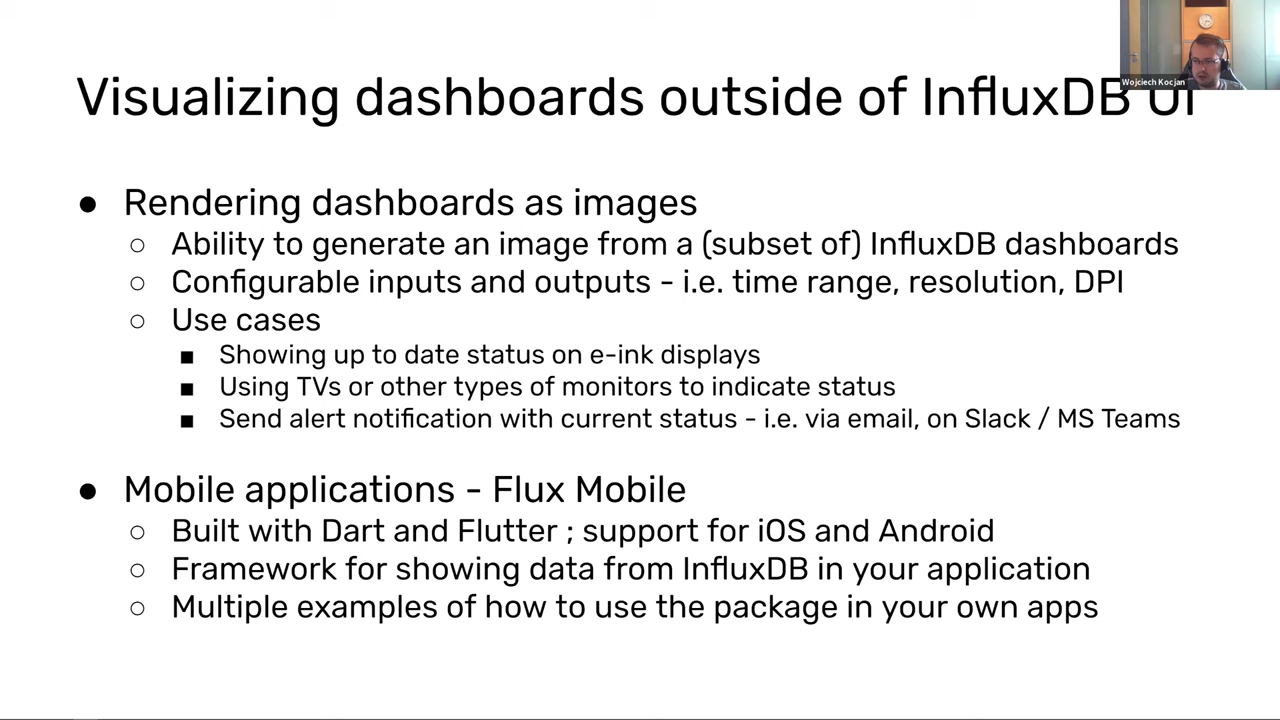 Visualizing dashboards outside of InfluxDB UI
Wojciech Kocjan
● Rendering dashboards as images
○ Ability to generate an image from a (subset of) InfluxDB dashboards
○ Configurable inputs and outputs - i.e. time range, resolution, DPI
○ Use cases
■ Showing up to date status on e-ink displays
■ Using TVs or other types of monitors to indicate status
■ Send alert notification with current status - i.e. via email, on Slack / MS Teams
● Mobile applications - Flux Mobile
○ Built with Dart and Flutter ; support for iOS and Android
○ Framework for showing data from InfluxDB in your application
○ Multiple examples of how to use the package in your own apps